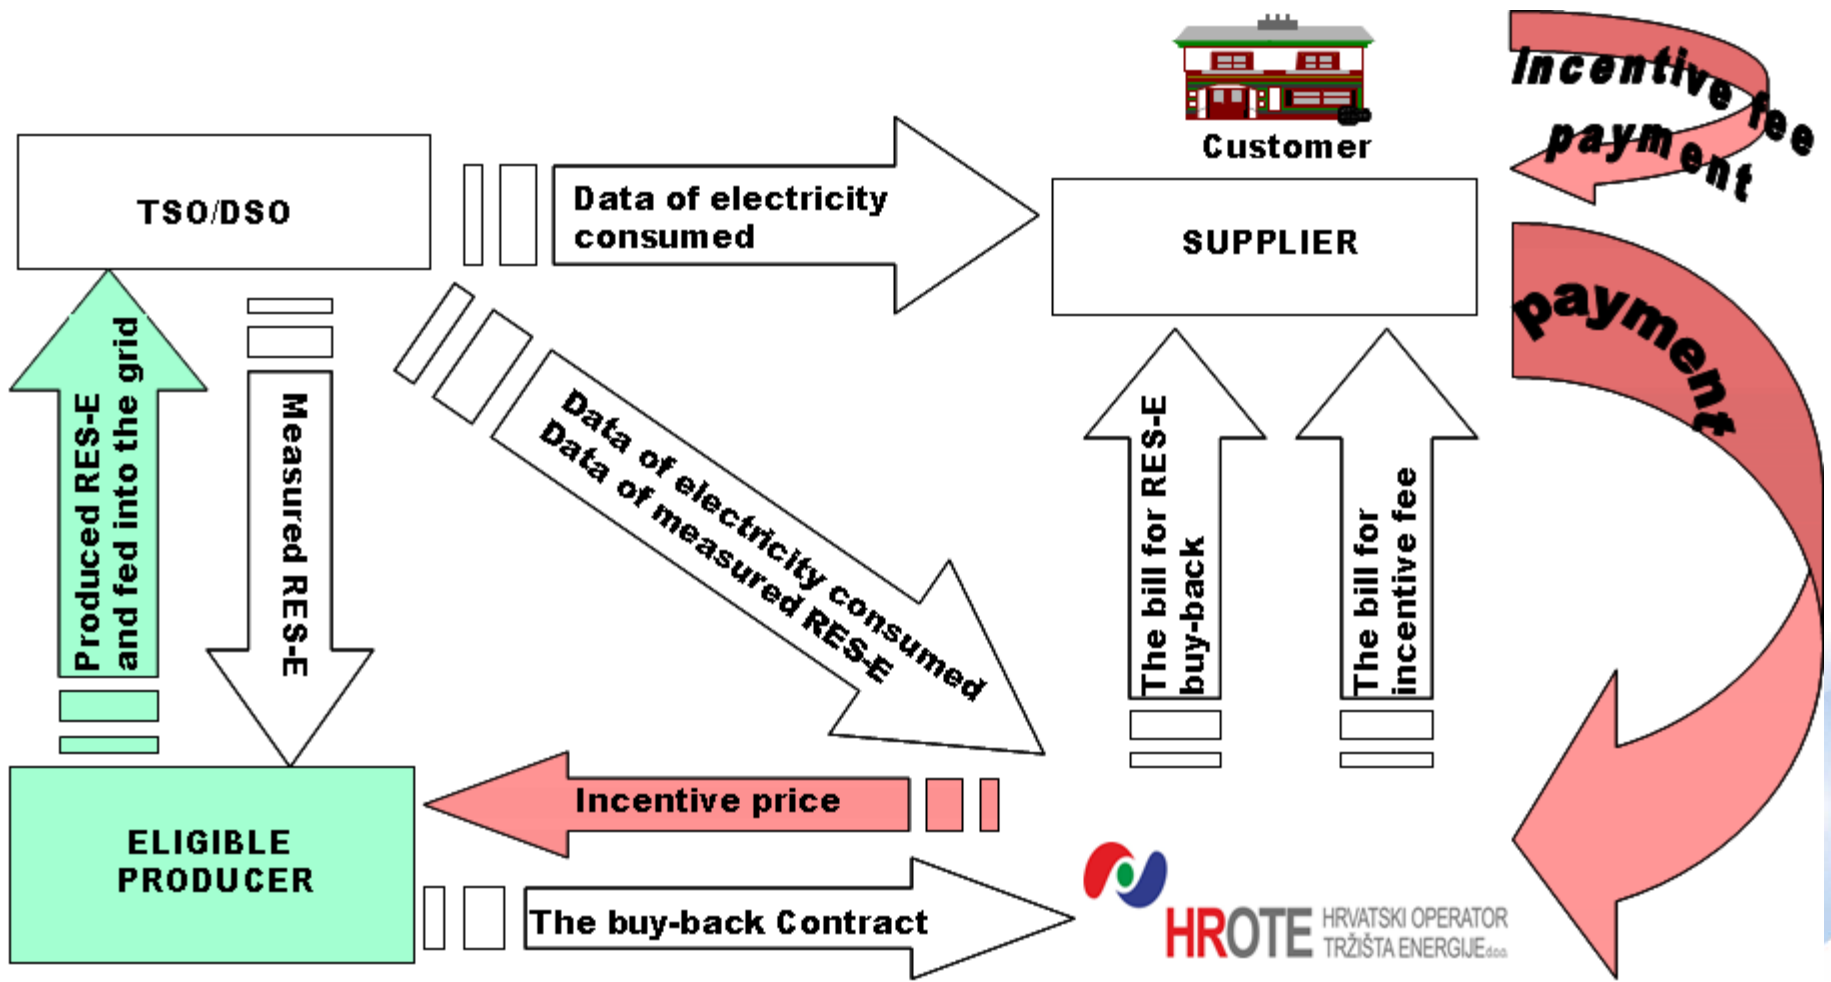 Customer
Incentive fee
payment
TSO/DSO
Data of electricity
consumed
SUPPLIER
payment
Produced RES-E
and fed into the grid
Measured RES-E
Data of electricity consumed
Data of measured RES-E
The bill for RES-E
buy-back
The bill for
incentive fee
Incentive price
ELIGIBLE
PRODUCER
The buy-back Contract
HROTE
HRVATSKI OPERATOR
TRŽIŠTA ENERGIJE d.o.o.